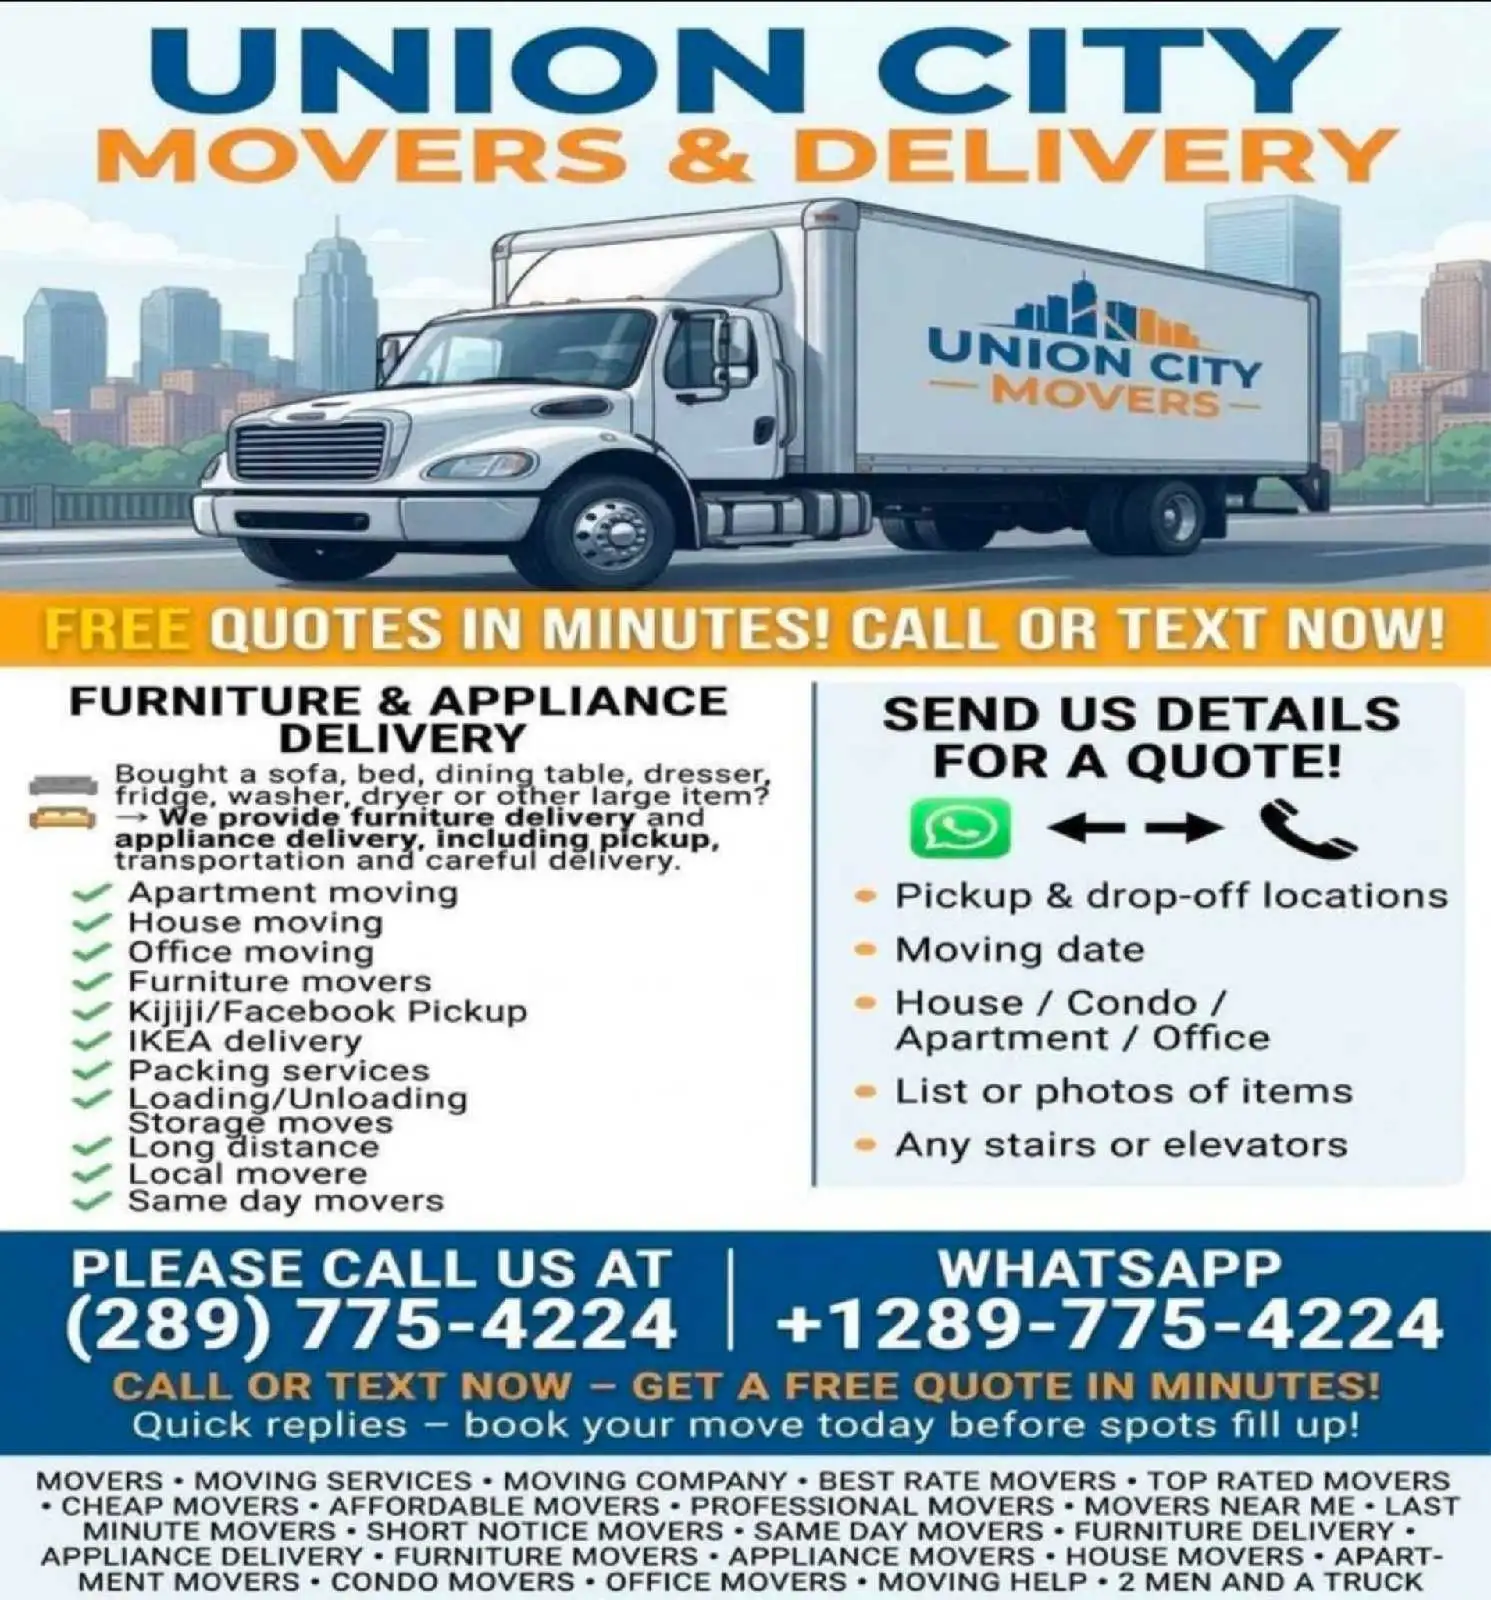 UNION CITY
MOVERS & DELIVERY
UNION CITY
— MOVERS —
FREE QUOTES IN MINUTES! CALL OR TEXT NOW!
FURNITURE & APPLIANCE
DELIVERY
Bought a sofa, bed, dining table, dresser,
fridge, washer, dryer or other large item?
→ We provide furniture delivery and
appliance delivery, including pickup,
transportation and careful delivery.
Apartment moving
House moving
Office moving
Furniture movers
Kijiji/Facebook Pickup
IKEA delivery
Packing services
Loading/Unloading
Storage moves
Long distance
Local movere
Same day movers
SEND US DETAILS
FOR A QUOTE!
• Pickup & drop-off locations
• Moving date
• House / Condo /
Apartment / Office
• List or photos of items
• Any stairs or elevators
PLEASE CALL US AT
(289) 775-4224
WHATSAPP
+1289-775-4224
CALL OR TEXT NOW – GET A FREE QUOTE IN MINUTES!
Quick replies – book your move today before spots fill up!
MOVERS • MOVING SERVICES • MOVING COMPANY • BEST RATE MOVERS • TOP RATED MOVERS
• CHEAP MOVERS • AFFORDABLE MOVERS • PROFESSIONAL MOVERS • MOVERS NEAR ME • LAST
MINUTE MOVERS • SHORT NOTICE MOVERS • SAME DAY MOVERS • FURNITURE DELIVERY •
APPLIANCE DELIVERY • FURNITURE MOVERS • APPLIANCE MOVERS • HOUSE MOVERS • APART-
MENT MOVERS • CONDO MOVERS • OFFICE MOVERS • MOVING HELP • 2 MEN AND A TRUCK